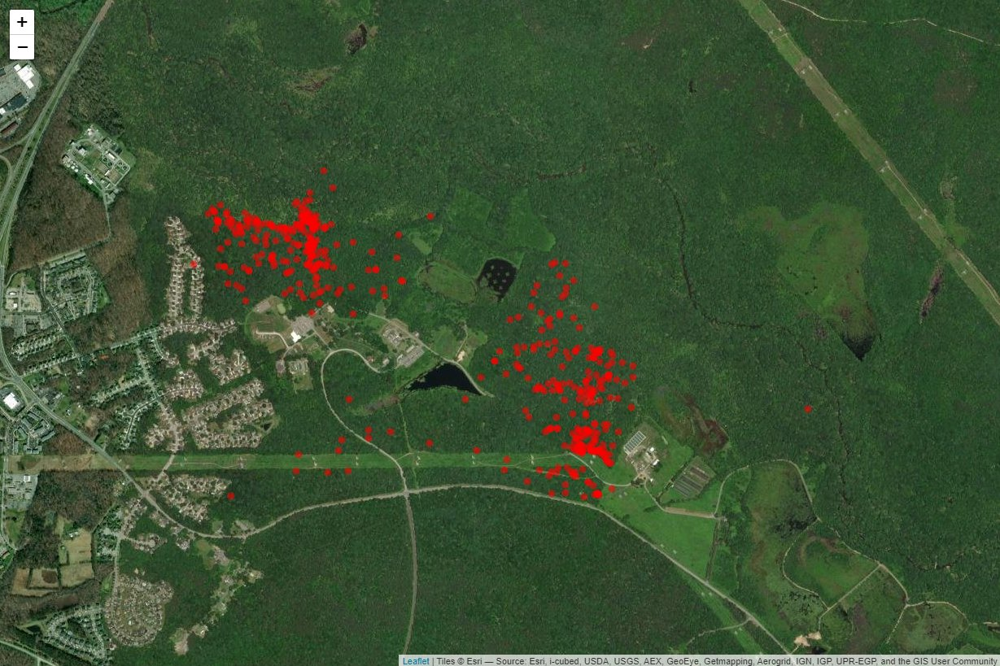 +
−
Leaflet | Tiles © Esri — Source: Esri, i-cubed, USDA, USGS, AEX, GeoEye, Getmapping, Aerogrid, IGN, IGP, UPR-EGP, and the GIS User Community